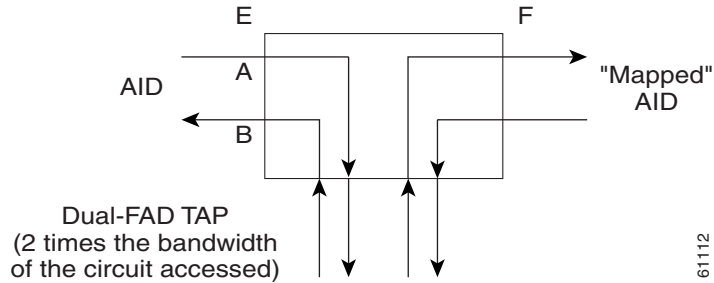 E
F
A
AID
"Mapped"
AID
B
Dual-FAD TAP
(2 times the bandwidth
of the circuit accessed)
61112